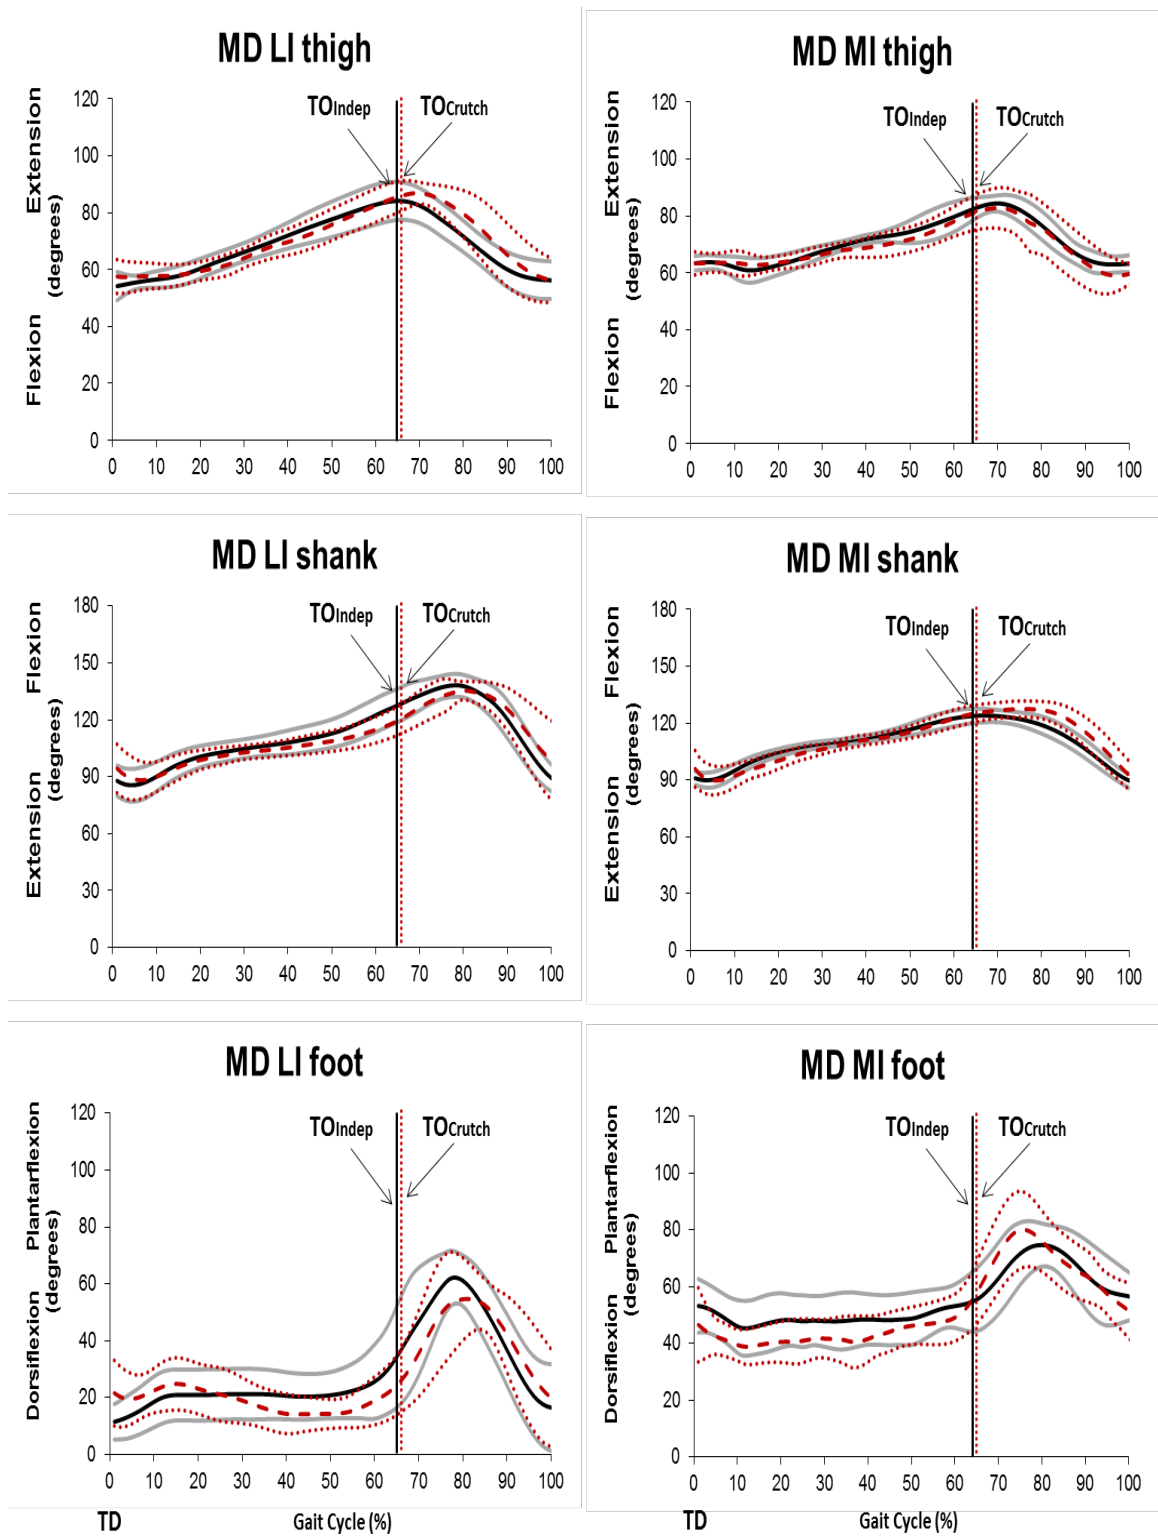 MD LI thigh
TOIndep TOCrutch
Flexion Extension
(degrees)
120
100
80
60
40
20
0
0 10 20 30 40 50 60 70 80 90 100
MD MI thigh
TOIndep TOCrutch
Flexion Extension
(degrees)
120
100
80
60
40
20
0
0 10 20 30 40 50 60 70 80 90 100
MD LI shank
TOIndep TOCrutch
Extension Flexion
(degrees)
180
150
120
90
60
30
0
0 10 20 30 40 50 60 70 80 90 100
MD MI shank
TOIndep TOCrutch
Extension Flexion
(degrees)
180
150
120
90
60
30
0
0 10 20 30 40 50 60 70 80 90 100
MD LI foot
TOIndep TOCrutch
Dorsiflexion Plantarflexion
(degrees)
120
100
80
60
40
20
0
0 10 20 30 40 50 60 70 80 90 100
TD Gait Cycle (%)
MD MI foot
TOIndep TOCrutch
Dorsiflexion Plantarflexion
(degrees)
120
100
80
60
40
20
0
0 10 20 30 40 50 60 70 80 90 100
TD Gait Cycle (%)